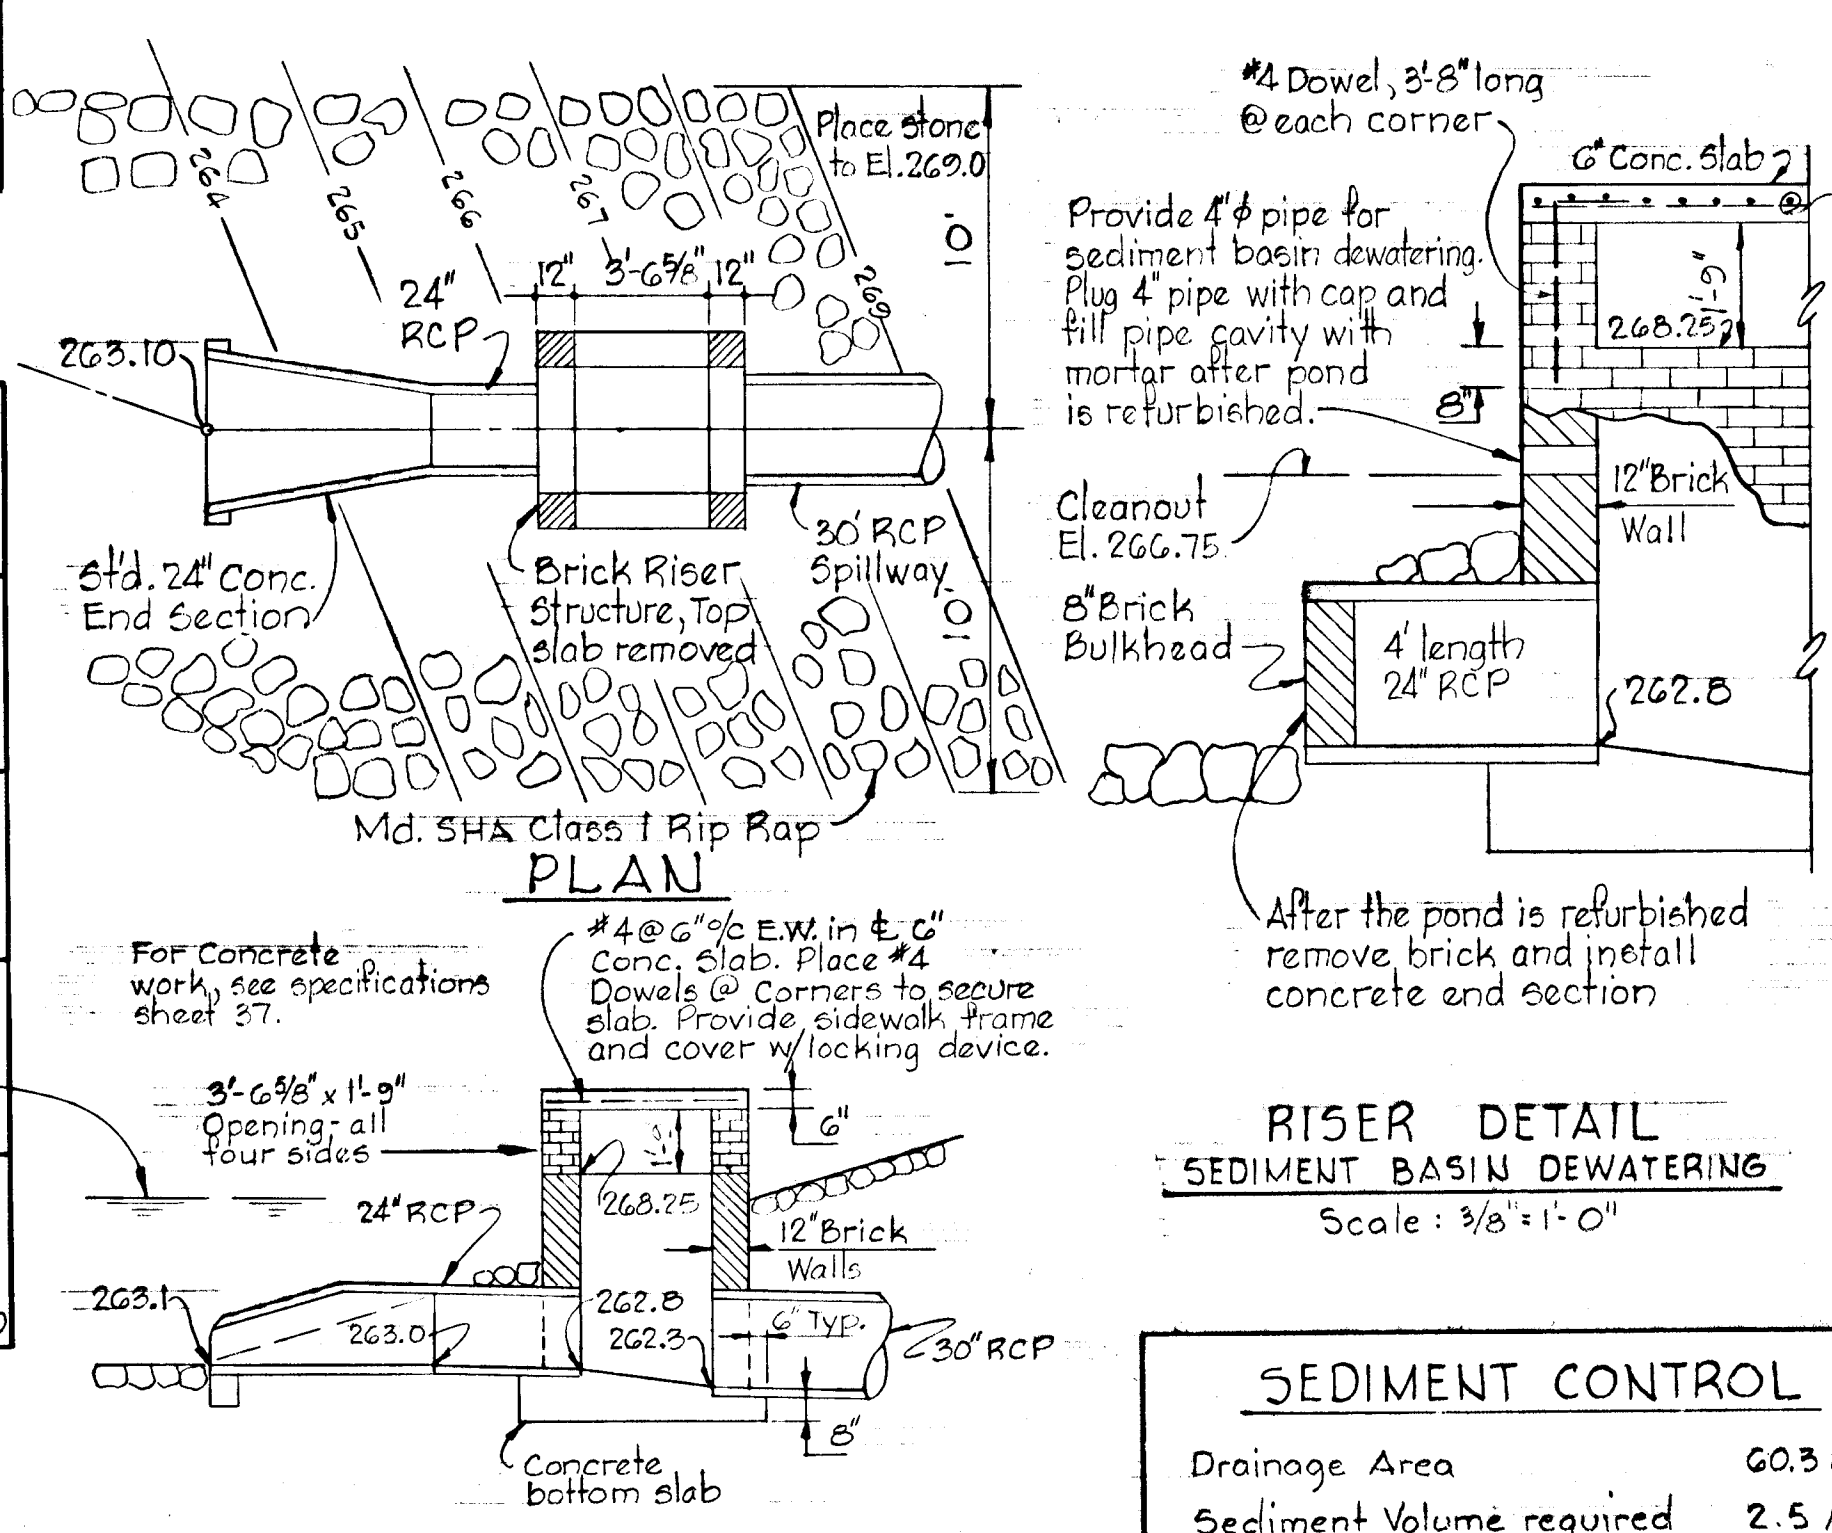 264
265
266
267
269
Place stone
to El. 269.0
10'
12" 3'-6 5/8" 12"
24"
RCP
263.10
Std. 24" Conc.
End Section
Brick Riser
Structure, Top
slab removed
30" RCP
Spillway
10'
Md. SHA Class I Rip Rap
PLAN
#4 Dowel, 3'-8" long
@ each corner
6" Conc. Slab
Provide 4" ϕ pipe for
sediment basin dewatering.
Plug 4" pipe with cap and
fill pipe cavity with
mortar after pond
is refurbished.
1'-9"
268.25
8"
Cleanout
El. 266.75
12" Brick
Wall
8" Brick
Bulkhead
4' length
24" RCP
262.8
After the pond is refurbished
remove brick and install
concrete end section
RISER DETAIL
SEDIMENT BASIN DEWATERING
Scale : 3/8" = 1'-0"
For Concrete
work, see specifications
sheet 37.
#4 @ 6" o/c E.W. in ℄ 6"
Conc. Slab. Place #4
Dowels @ Corners to secure
slab. Provide sidewalk frame
and cover w/ locking device.
3'-6 5/8" x 1'-9"
Opening - all
four sides
6"
24" RCP
268.25
12" Brick
Walls
263.1
263.0
262.8
262.3
6" Typ.
30" RCP
8"
Concrete
bottom slab
SEDIMENT CONTROL
Drainage Area 60.3
Sediment Volume required 2.5